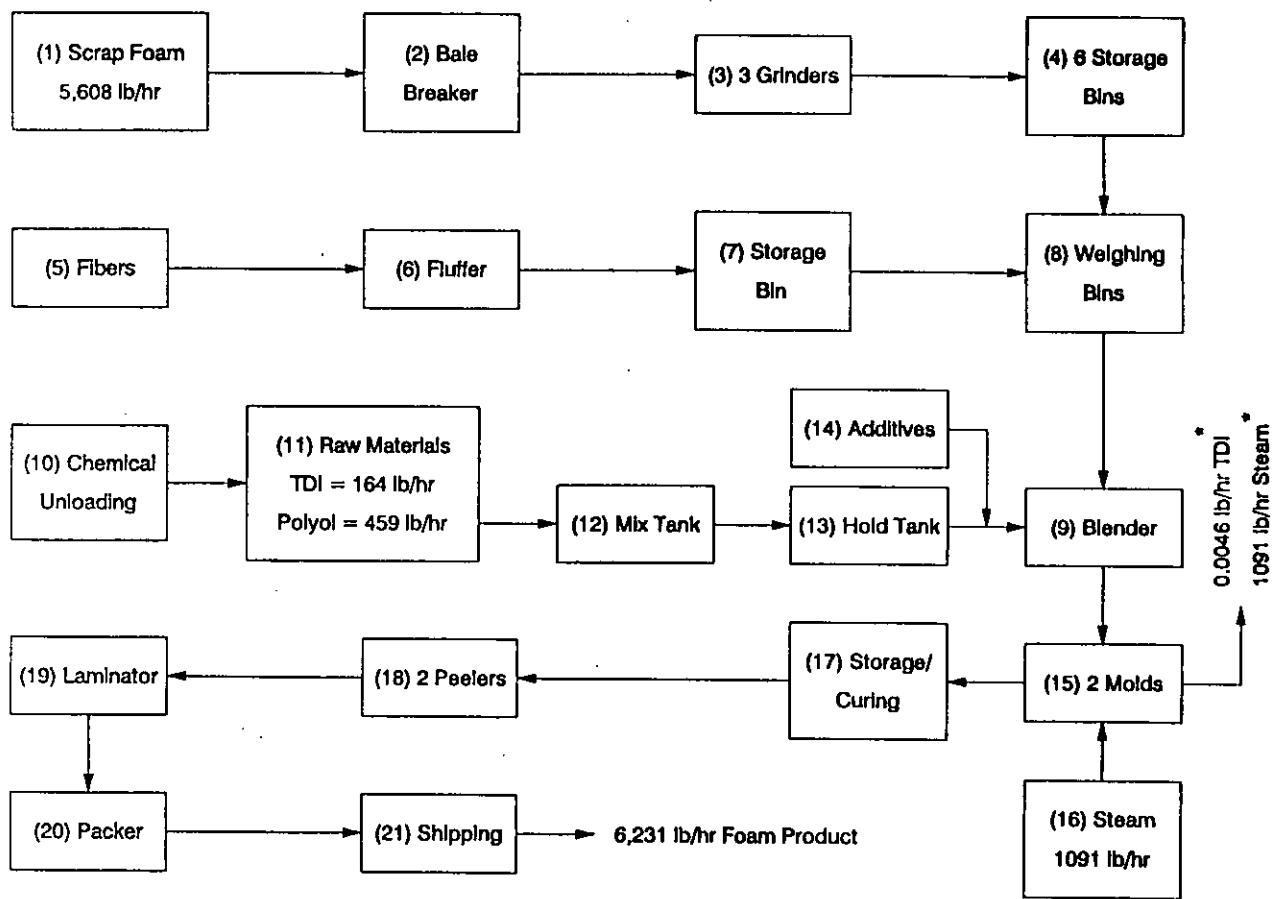 (1) Scrap Foam
5,608 lb/hr
(2) Bale
Breaker
(3) 3 Grinders
(4) 6 Storage
Bins
(5) Fibers
(6) Fluffer
(7) Storage
Bin
(8) Weighing
Bins
(10) Chemical
Unloading
(11) Raw Materials
TDI = 164 lb/hr
Polyol = 459 lb/hr
(12) Mix Tank
(14) Additives
(13) Hold Tank
(9) Blender
0.0046 lb/hr TDI *
1091 lb/hr Steam *
(19) Laminator
(18) 2 Peelers
(17) Storage/
Curing
(15) 2 Molds
(20) Packer
(21) Shipping
6,231 lb/hr Foam Product
(16) Steam
1091 lb/hr